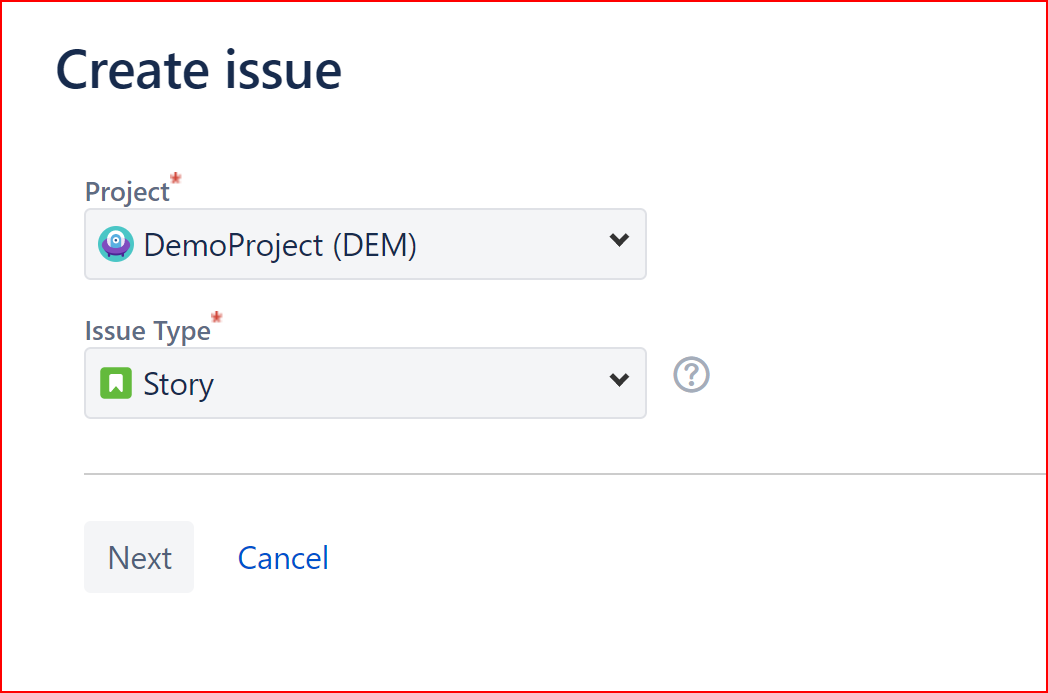 Create issue
Project*
DemoProject (DEM)
Issue Type*
Story
?
Next Cancel